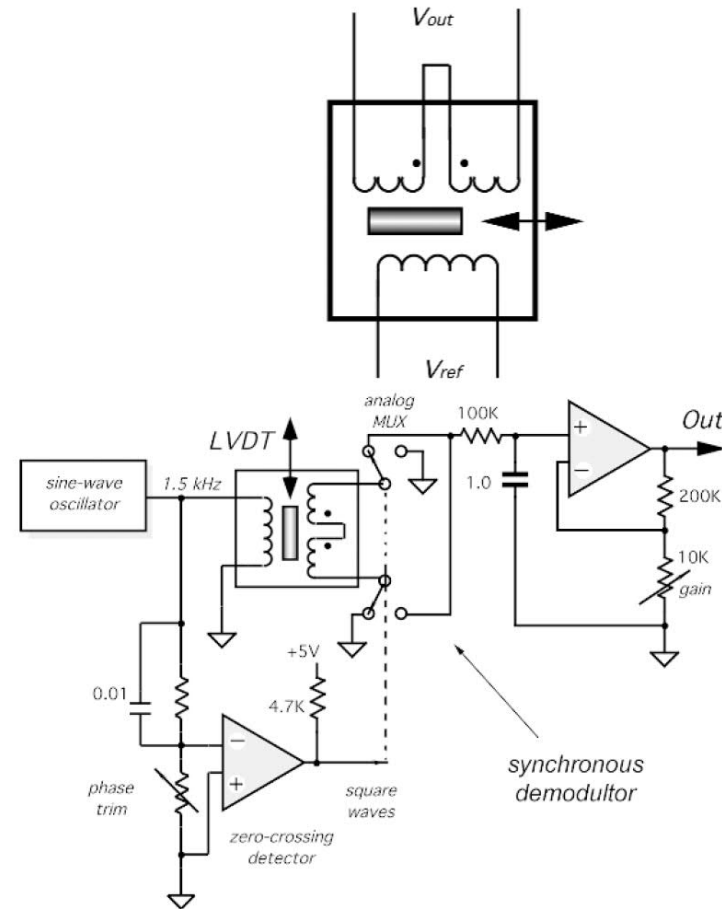 Vout
Vref
analog
MUX
100K
Out
LVDT
+
−
sine-wave
oscillator
1.5 kHz
1.0
200K
10K
gain
+5V
0.01
4.7K
−
+
phase
trim
square
waves
synchronous
demodultor
zero-crossing
detector